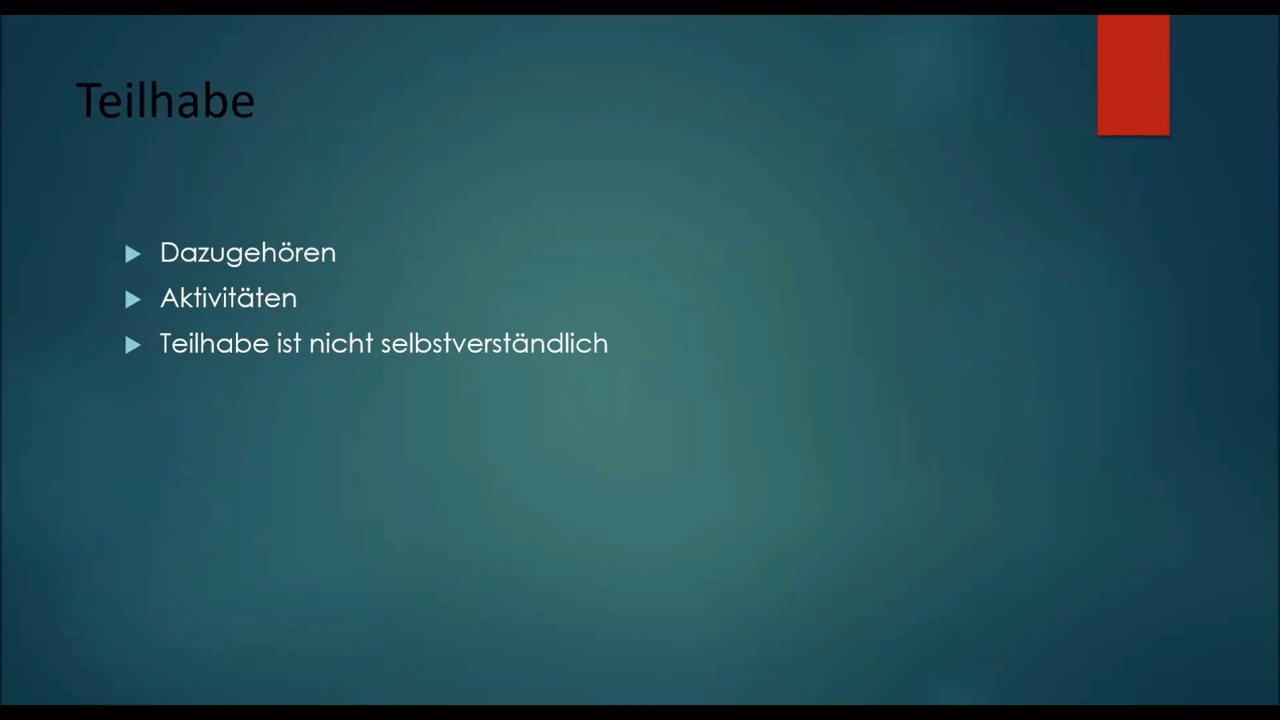 Teilhabe
Dazugehören
Aktivitäten
Teilhabe ist nicht selbstverständlich